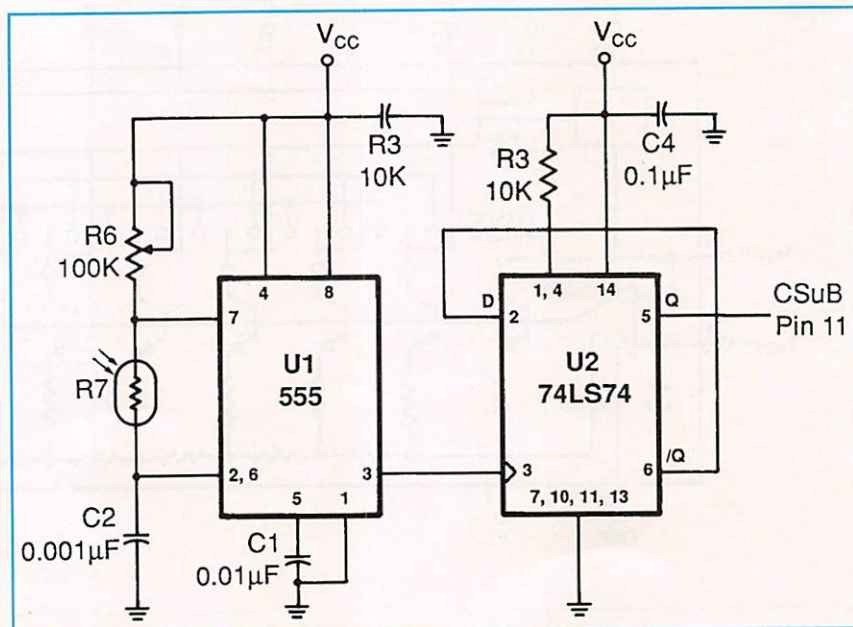 VCC
VCC
R3
10K
C4
0.1µF
R3
10K
R6
100K
R7
C2
0.001µF
4
8
7
U1
555
2, 6
3
5
1
C1
0.01µF
1, 4
14
D
2
Q
5
U2
74LS74
3
6
/Q
7, 10, 11, 13
CSuB
Pin 11